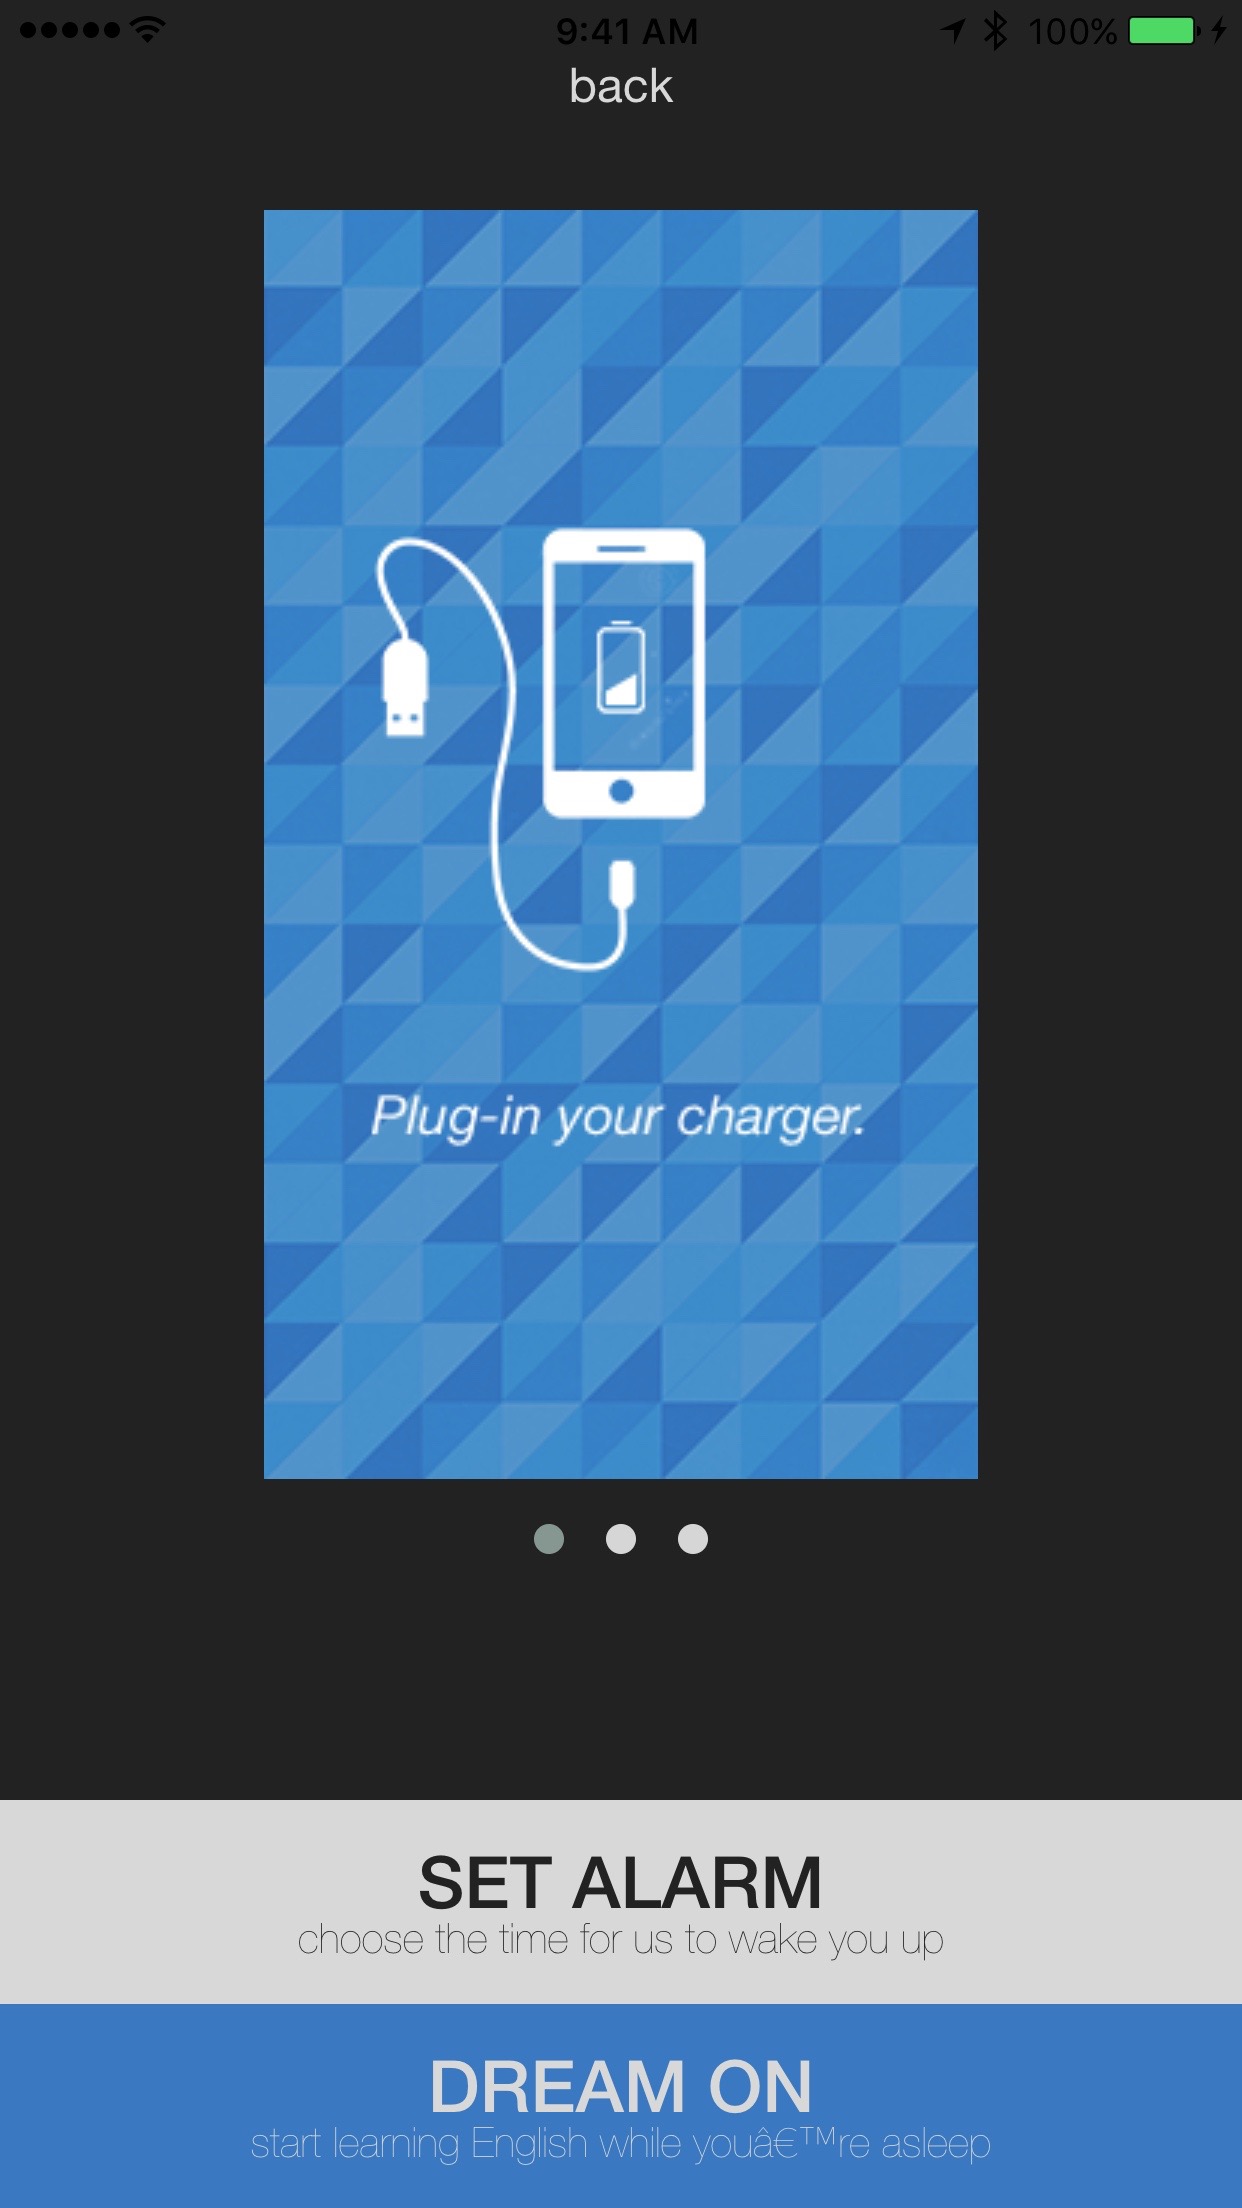 9:41 AM
100%
back
Plug-in your charger.
SET ALARM
choose the time for us to wake you up
DREAM ON
start learning English while youâ€™re asleep